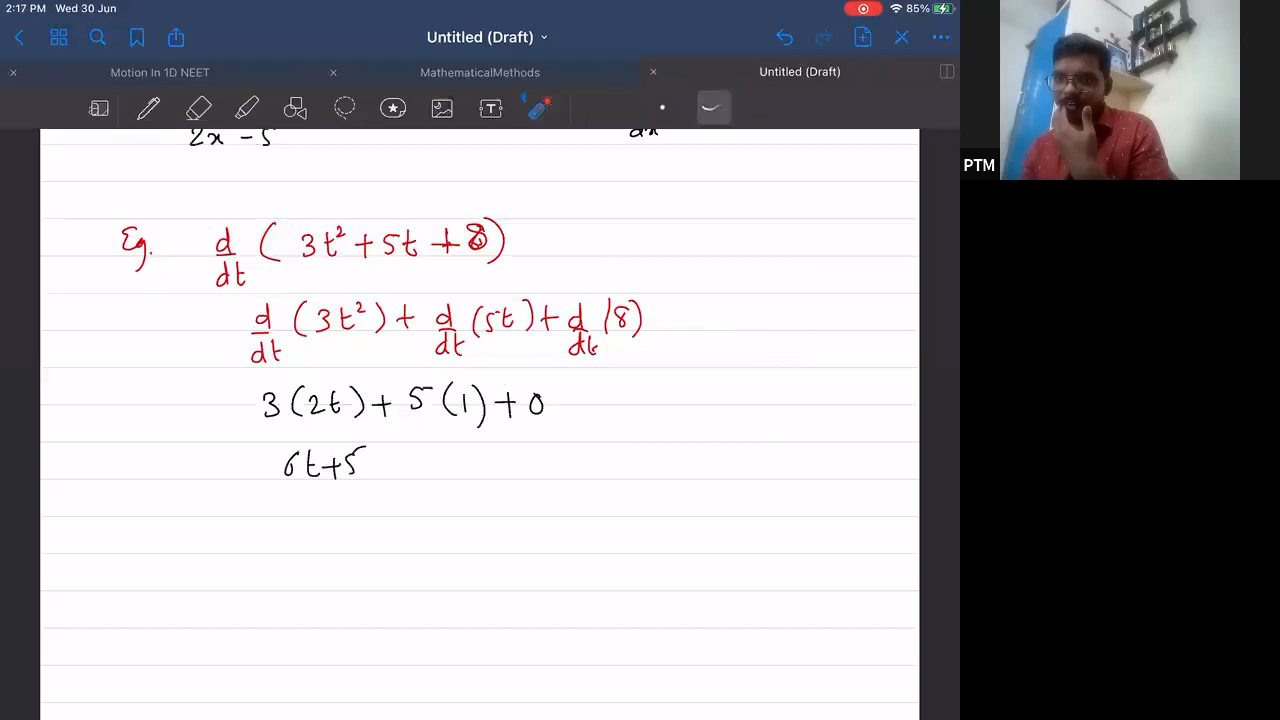 2:17 PM Wed 30 Jun 85%
Untitled (Draft)
Motion In 1D NEET MathematicalMethods Untitled (Draft)
T
PTM
2x - 5
dx
Eg. d/dt ( 3t² + 5t + 8 )
d/dt (3t²) + d/dt (5t) + d/dt (8)
3 (2t) + 5 (1) + 0
6t+5